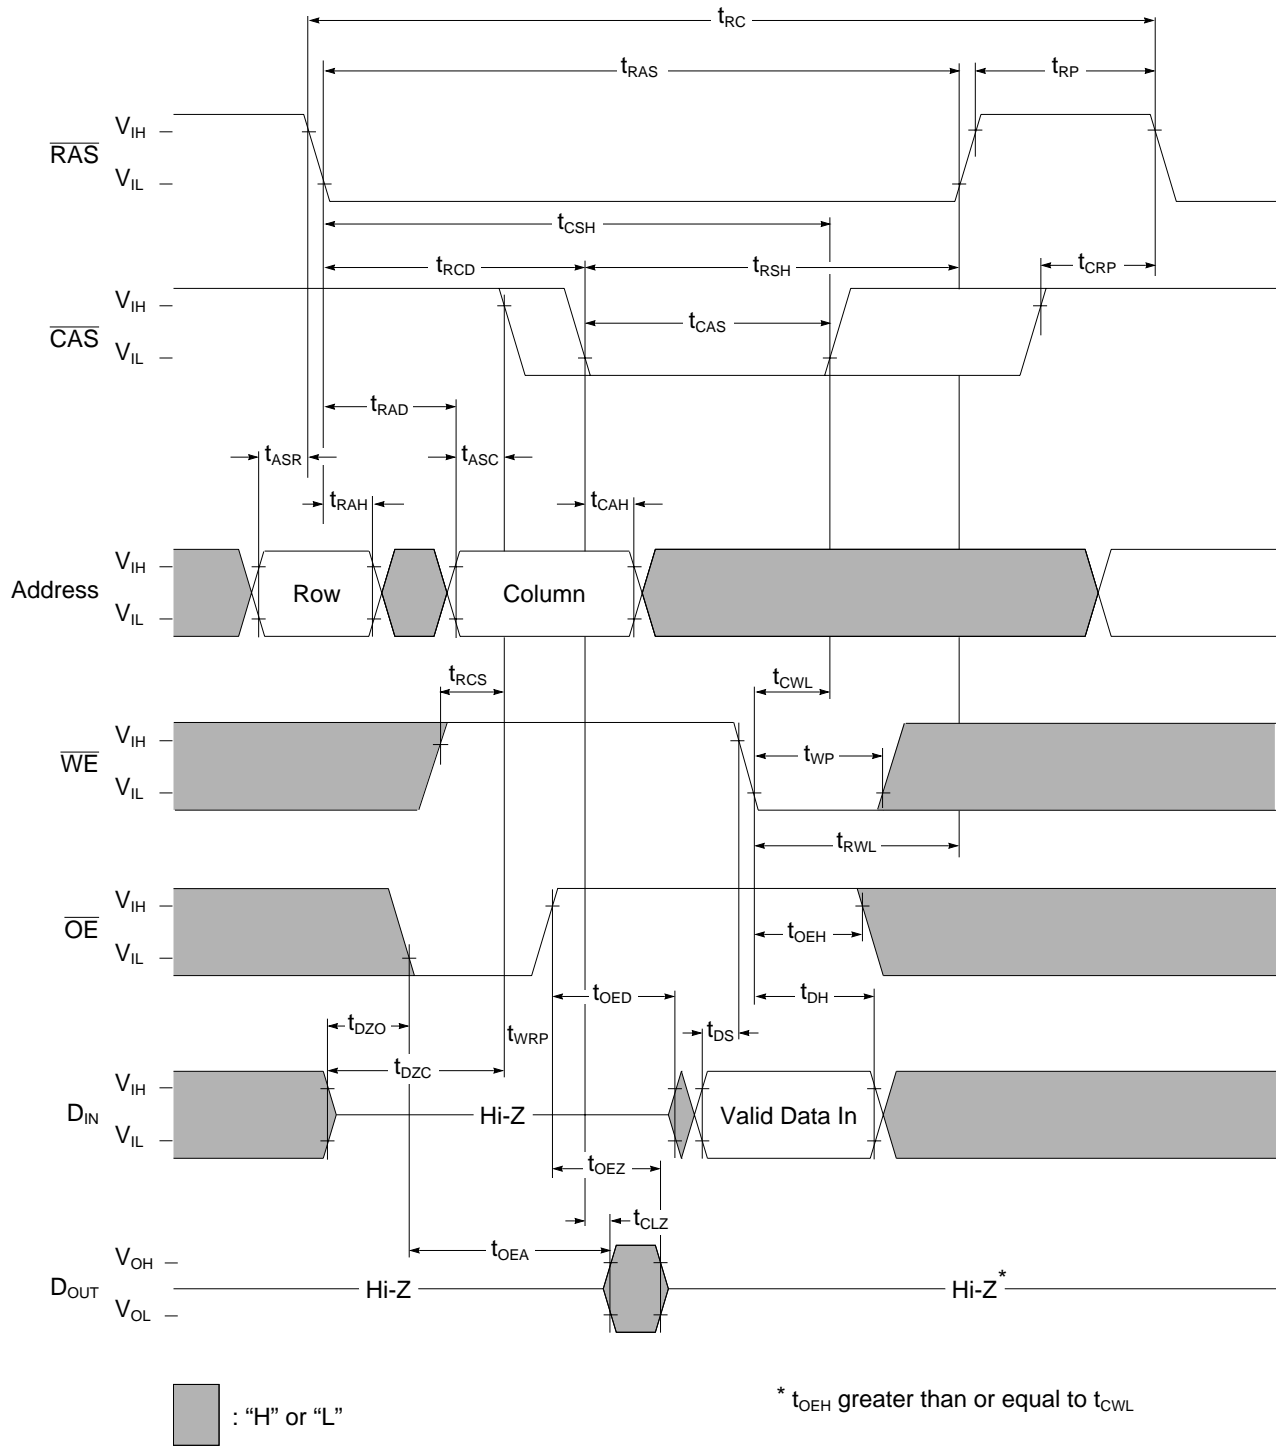 tRC
tRAS
tRP
VIH
RAS
VIL
tCSH
tRCD
tRSH
tCRP
VIH
CAS
tCAS
VIL
tRAD
tASR
tASC
tRAH
tCAH
VIH
Address
Row
Column
VIL
tRCS
tCWL
VIH
WE
tWP
VIL
tRWL
VIH
OE
tOEH
VIL
tOED
tDH
tDZO
tWRP
tDS
tDZC
VIH
DIN
Hi-Z
Valid Data In
VIL
tOEZ
tCLZ
tOEA
VOH
DOUT
Hi-Z
Hi-Z*
VOL
: “H” or “L”
* tOEH greater than or equal to tCWL